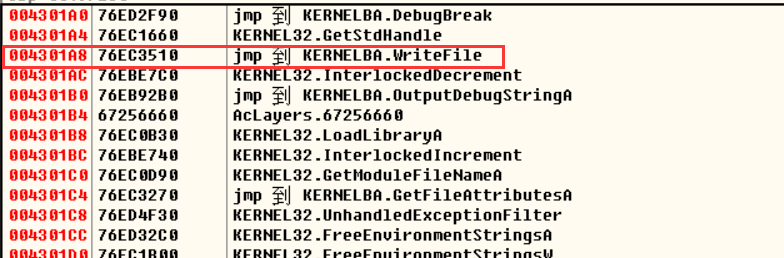 004301A0 76ED2F90 jmp 到 KERNELBA.DebugBreak
004301A4 76EC1660 KERNEL32.GetStdHandle
004301A8 76EC3510 jmp 到 KERNELBA.WriteFile
004301AC 76EBE7C0 KERNEL32.InterlockedDecrement
004301B0 76EB92B0 jmp 到 KERNELBA.OutputDebugStringA
004301B4 67256660 AcLayers.67256660
004301B8 76EC0B30 KERNEL32.LoadLibraryA
004301BC 76EBE740 KERNEL32.InterlockedIncrement
004301C0 76EC0D90 KERNEL32.GetModuleFileNameA
004301C4 76EC3270 jmp 到 KERNELBA.GetFileAttributesA
004301C8 76ED4F30 KERNEL32.UnhandledExceptionFilter
004301CC 76ED32C0 KERNEL32.FreeEnvironmentStringsA
004301D0 76EC1B00 KERNEL32.FreeEnvironmentStringsW